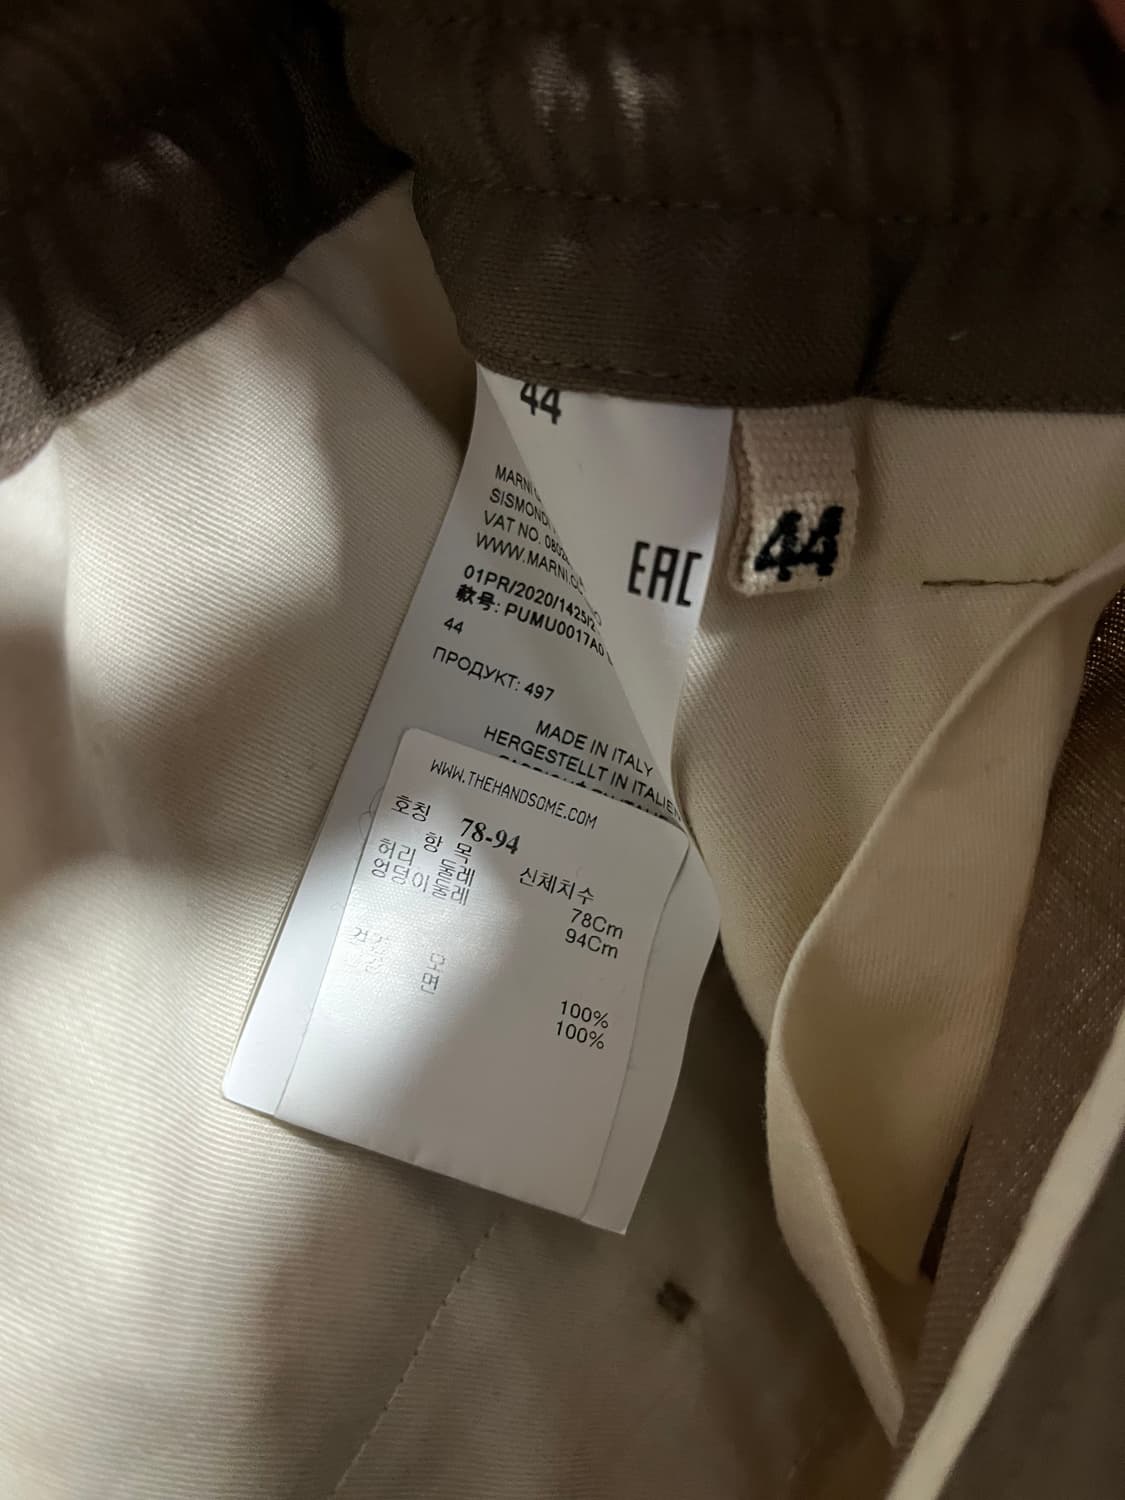 44
MARNI
SISMONDI
VAT NO.
WWW.MARNI.
EAC
44
01PR/2020/1425/2
款号: PUMU0017A0
44
ПРОДУКТ: 497
MADE IN ITALY
HERGESTELLT IN ITALIEN
WWW.THEHANDSOME.COM
호칭 78-94
항 목 신체치수
허리 둘레 78Cm
엉덩이둘레 94Cm
모 100%
면 100%